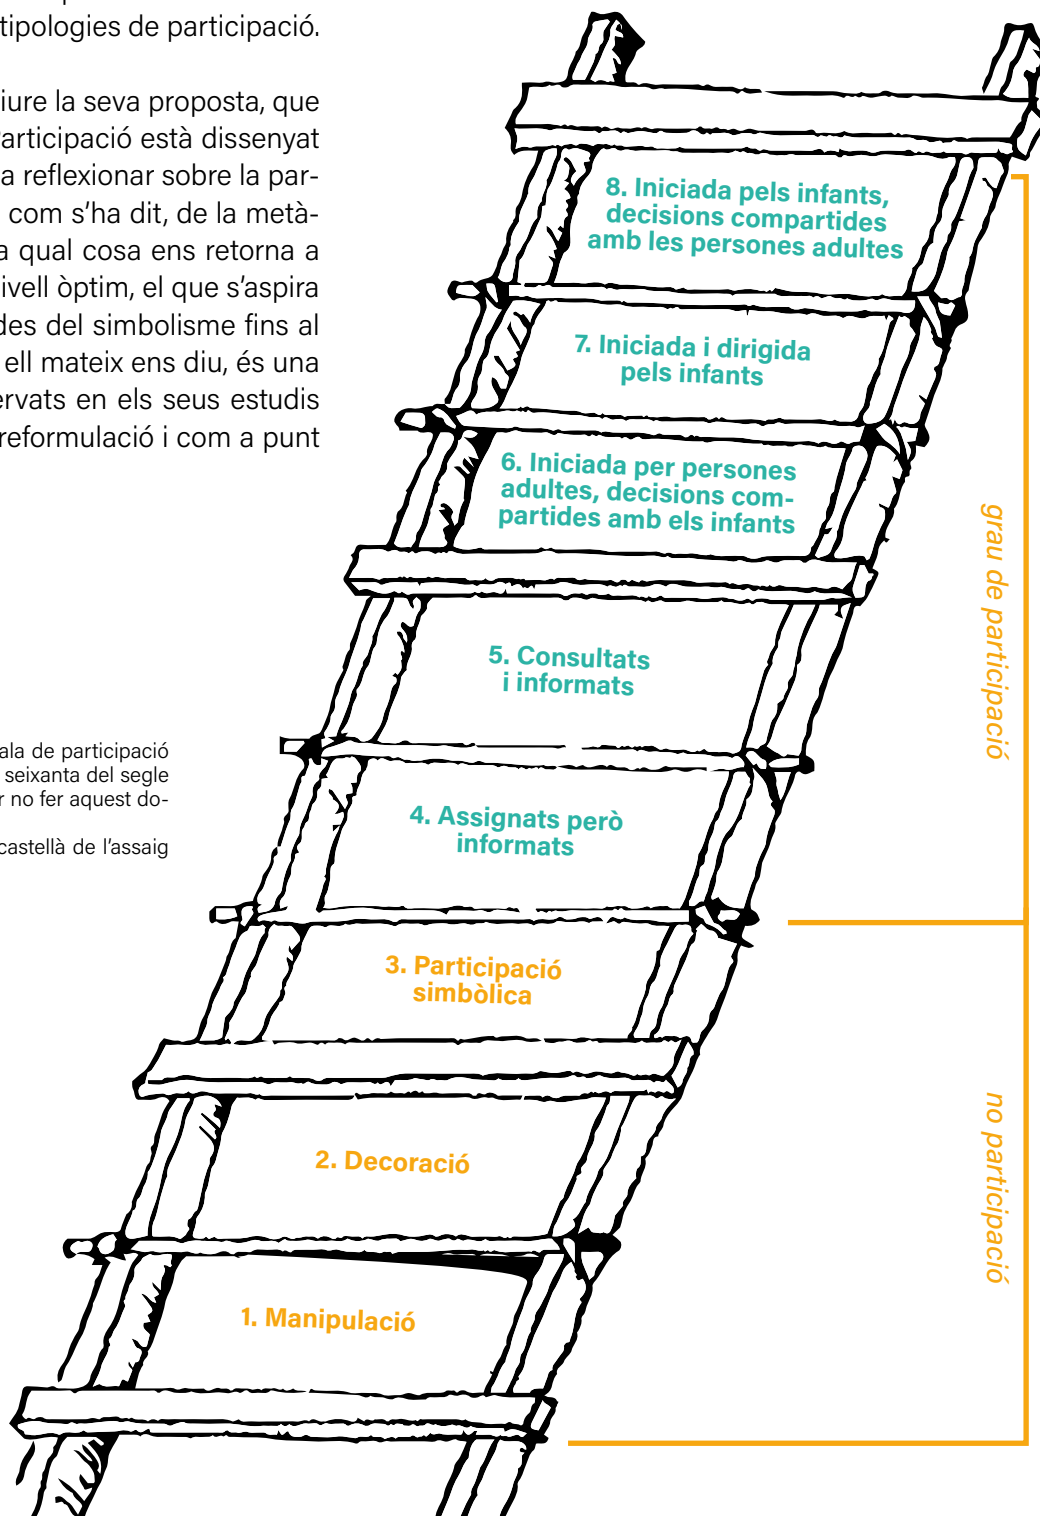 tipologies de participació.
iure la seva proposta, que
Participació està dissenyat
a reflexionar sobre la par-
com s'ha dit, de la metà-
a qual cosa ens retorna a
ivell òptim, el que s'aspira
des del simbolisme fins al
ell mateix ens diu, és una
ervats en els seus estudis
reformulació i com a punt
8. Iniciada pels infants,
decisions compartides
amb les persones adultes
7. Iniciada i dirigida
pels infants
6. Iniciada per persones
adultes, decisions com-
partides amb els infants
5. Consultats
i informats
4. Assignats però
informats
3. Participació
simbòlica
2. Decoració
1. Manipulació
grau de participació
no participació
ala de participació
seixanta del segle
r no fer aquest do-
castellà de l'assaig